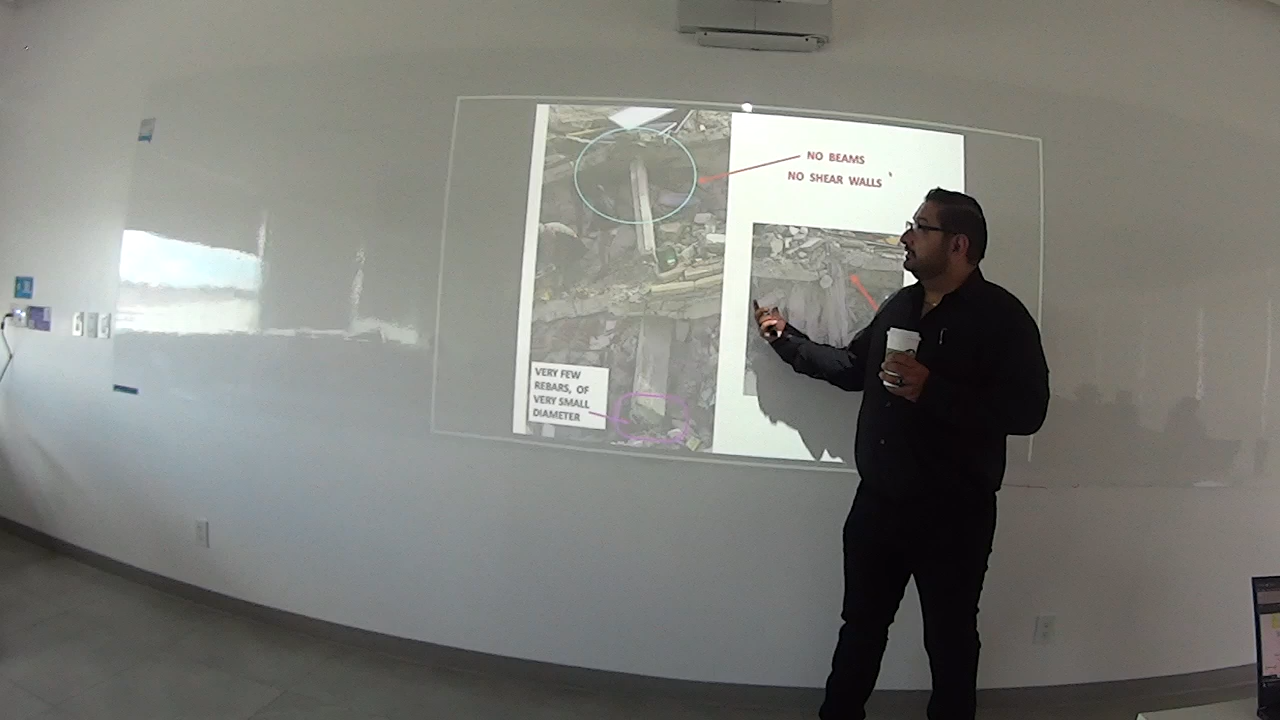 NO BEAMS
NO SHEAR WALLS
VERY FEW
REBARS, OF
VERY SMALL
DIAMETER